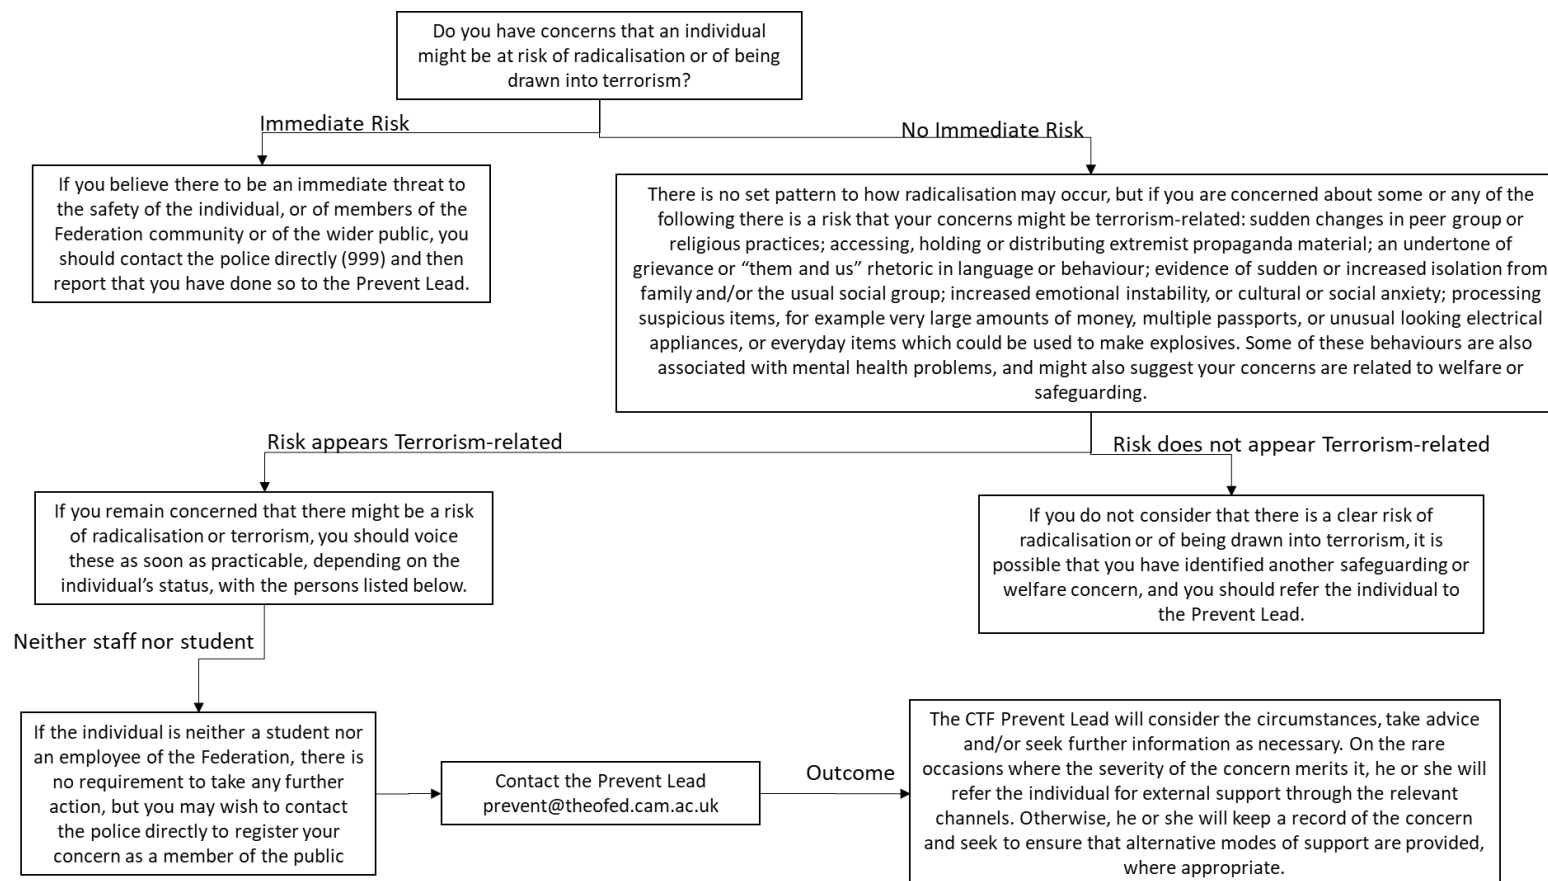 Do you have concerns that an individual
might be at risk of radicalisation or of being
drawn into terrorism?
Immediate Risk
No Immediate Risk
If you believe there to be an immediate threat to
the safety of the individual, or of members of the
Federation community or of the wider public, you
should contact the police directly (999) and then
report that you have done so to the Prevent Lead.
There is no set pattern to how radicalisation may occur, but if you are concerned about some or any of the
following there is a risk that your concerns might be terrorism-related: sudden changes in peer group or
religious practices; accessing, holding or distributing extremist propaganda material; an undertone of
grievance or “them and us” rhetoric in language or behaviour; evidence of sudden or increased isolation from
family and/or the usual social group; increased emotional instability, or cultural or social anxiety; processing
suspicious items, for example very large amounts of money, multiple passports, or unusual looking electrical
appliances, or everyday items which could be used to make explosives. Some of these behaviours are also
associated with mental health problems, and might also suggest your concerns are related to welfare or
safeguarding.
Risk appears Terrorism-related
Risk does not appear Terrorism-related
If you remain concerned that there might be a risk
of radicalisation or terrorism, you should voice
these as soon as practicable, depending on the
individual’s status, with the persons listed below.
If you do not consider that there is a clear risk of
radicalisation or of being drawn into terrorism, it is
possible that you have identified another safeguarding or
welfare concern, and you should refer the individual to
the Prevent Lead.
Neither staff nor student
If the individual is neither a student nor
an employee of the Federation, there is
no requirement to take any further
action, but you may wish to contact
the police directly to register your
concern as a member of the public
Contact the Prevent Lead
prevent@theofed.cam.ac.uk
Outcome
The CTF Prevent Lead will consider the circumstances, take advice
and/or seek further information as necessary. On the rare
occasions where the severity of the concern merits it, he or she will
refer the individual for external support through the relevant
channels. Otherwise, he or she will keep a record of the concern
and seek to ensure that alternative modes of support are provided,
where appropriate.